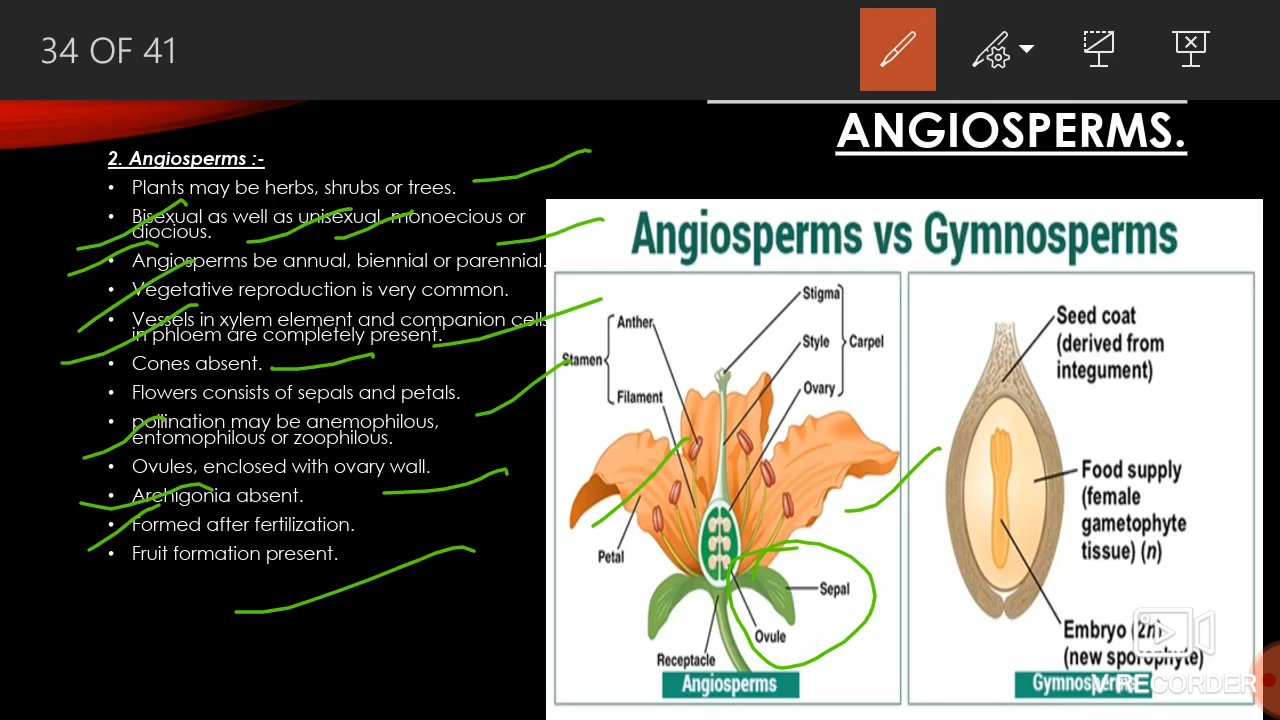 34 OF 41
ANGIOSPERMS.
2. Angiosperms :-
• Plants may be herbs, shrubs or trees.
• Bisexual as well as unisexual, monoecious or
diocious.
• Angiosperms be annual, biennial or parennial.
• Vegetative reproduction is very common.
• Vessels in xylem element and companion cells
in phloem are completely present.
• Cones absent.
• Flowers consists of sepals and petals.
• pollination may be anemophilous,
entomophilous or zoophilous.
• Ovules, enclosed with ovary wall.
• Archigonia absent.
• Formed after fertilization.
• Fruit formation present.
Angiosperms vs Gymnosperms
Stigma
Anther
Style
Carpel
Stamen
Ovary
Filament
Petal
Sepal
Ovule
Receptacle
Angiosperms
Seed coat
(derived from
integument)
Food supply
(female
gametophyte
tissue) (n)
Embryo (2n)
(new sporophyte)
Gymnosperms
V RECORDER